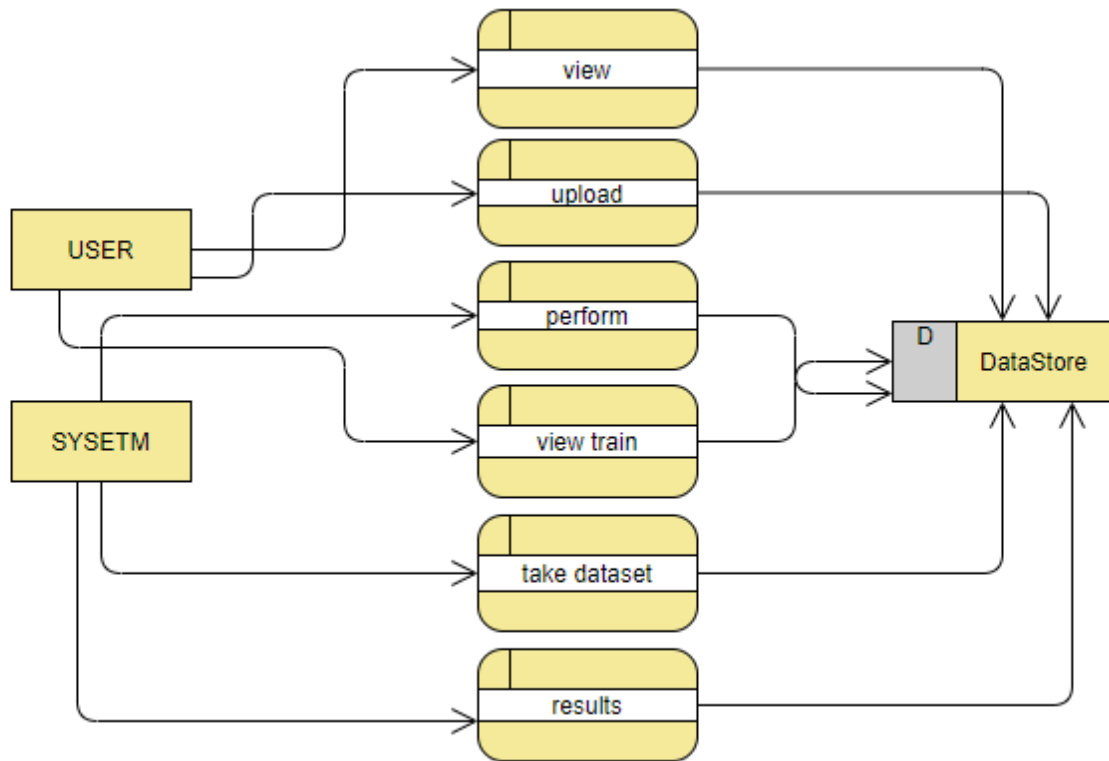 view
upload
USER
perform
D
DataStore
SYSETM
view train
take dataset
results